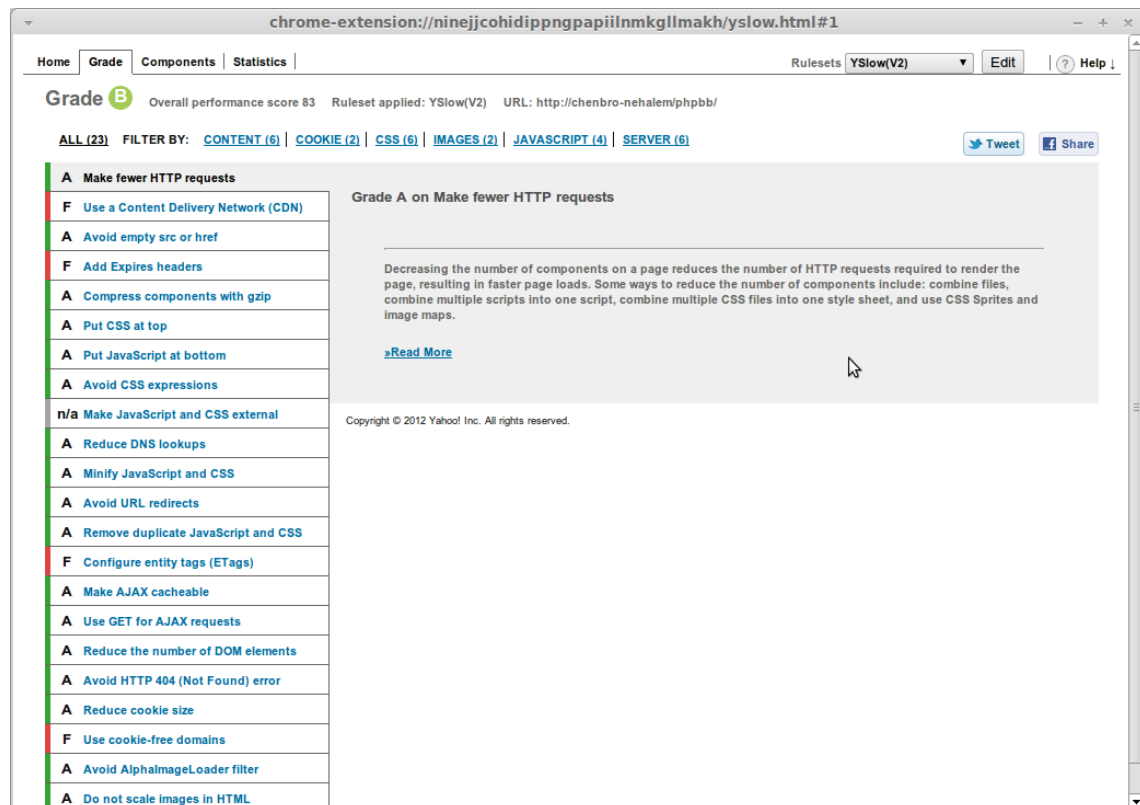 chrome-extension://ninejjcohidippngpapiilnmkgllmakh/yslow.html#1
Home Grade Components Statistics Rulesets YSlow(V2) Edit ? Help ↓
Grade B Overall performance score 83 Ruleset applied: YSlow(V2) URL: http://chenbro-nehalem/phpbb/
ALL (23) FILTER BY: CONTENT (6) COOKIE (2) CSS (6) IMAGES (2) JAVASCRIPT (4) SERVER (6) Tweet Share
A Make fewer HTTP requests
F Use a Content Delivery Network (CDN)
A Avoid empty src or href
F Add Expires headers
A Compress components with gzip
A Put CSS at top
A Put JavaScript at bottom
A Avoid CSS expressions
n/a Make JavaScript and CSS external
A Reduce DNS lookups
A Minify JavaScript and CSS
A Avoid URL redirects
A Remove duplicate JavaScript and CSS
F Configure entity tags (ETags)
A Make AJAX cacheable
A Use GET for AJAX requests
A Reduce the number of DOM elements
A Avoid HTTP 404 (Not Found) error
A Reduce cookie size
F Use cookie-free domains
A Avoid AlphaImageLoader filter
A Do not scale images in HTML
Grade A on Make fewer HTTP requests
Decreasing the number of components on a page reduces the number of HTTP requests required to render the
page, resulting in faster page loads. Some ways to reduce the number of components include: combine files,
combine multiple scripts into one script, combine multiple CSS files into one style sheet, and use CSS Sprites and
image maps.
»Read More
Copyright © 2012 Yahoo! Inc. All rights reserved.